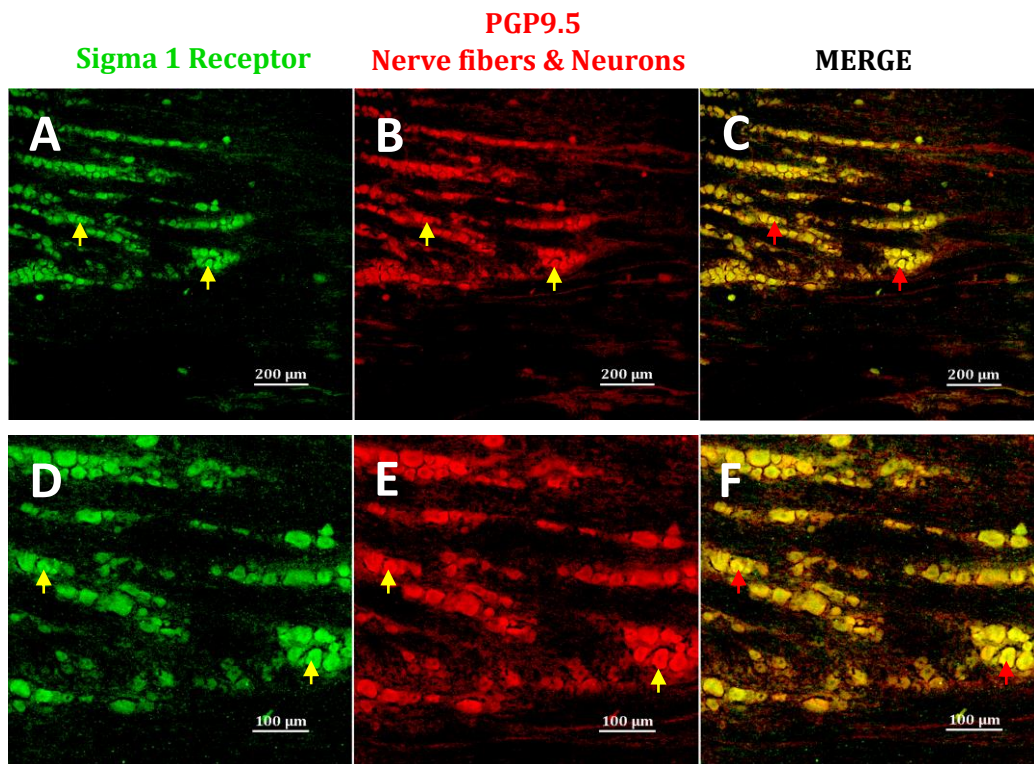 PGP9.5
Sigma 1 Receptor
Nerve fibers & Neurons
MERGE
A
B
C
200 µm
200 µm
200 µm
D
E
F
100 µm
100 µm
100 µm